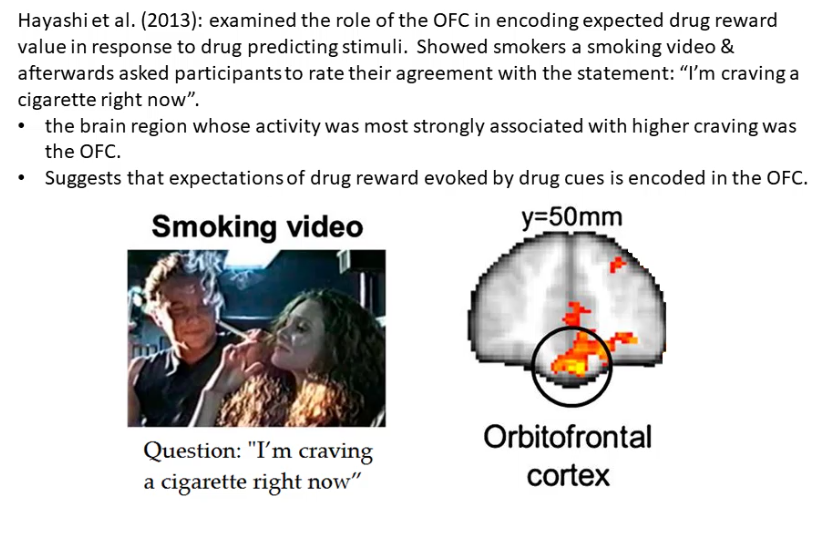 Hayashi et al. (2013): examined the role of the OFC in encoding expected drug reward
value in response to drug predicting stimuli. Showed smokers a smoking video &
afterwards asked participants to rate their agreement with the statement: “I’m craving a
cigarette right now”.
• the brain region whose activity was most strongly associated with higher craving was
the OFC.
• Suggests that expectations of drug reward evoked by drug cues is encoded in the OFC.
Smoking video
y=50mm
Question: "I’m craving
a cigarette right now”
Orbitofrontal
cortex